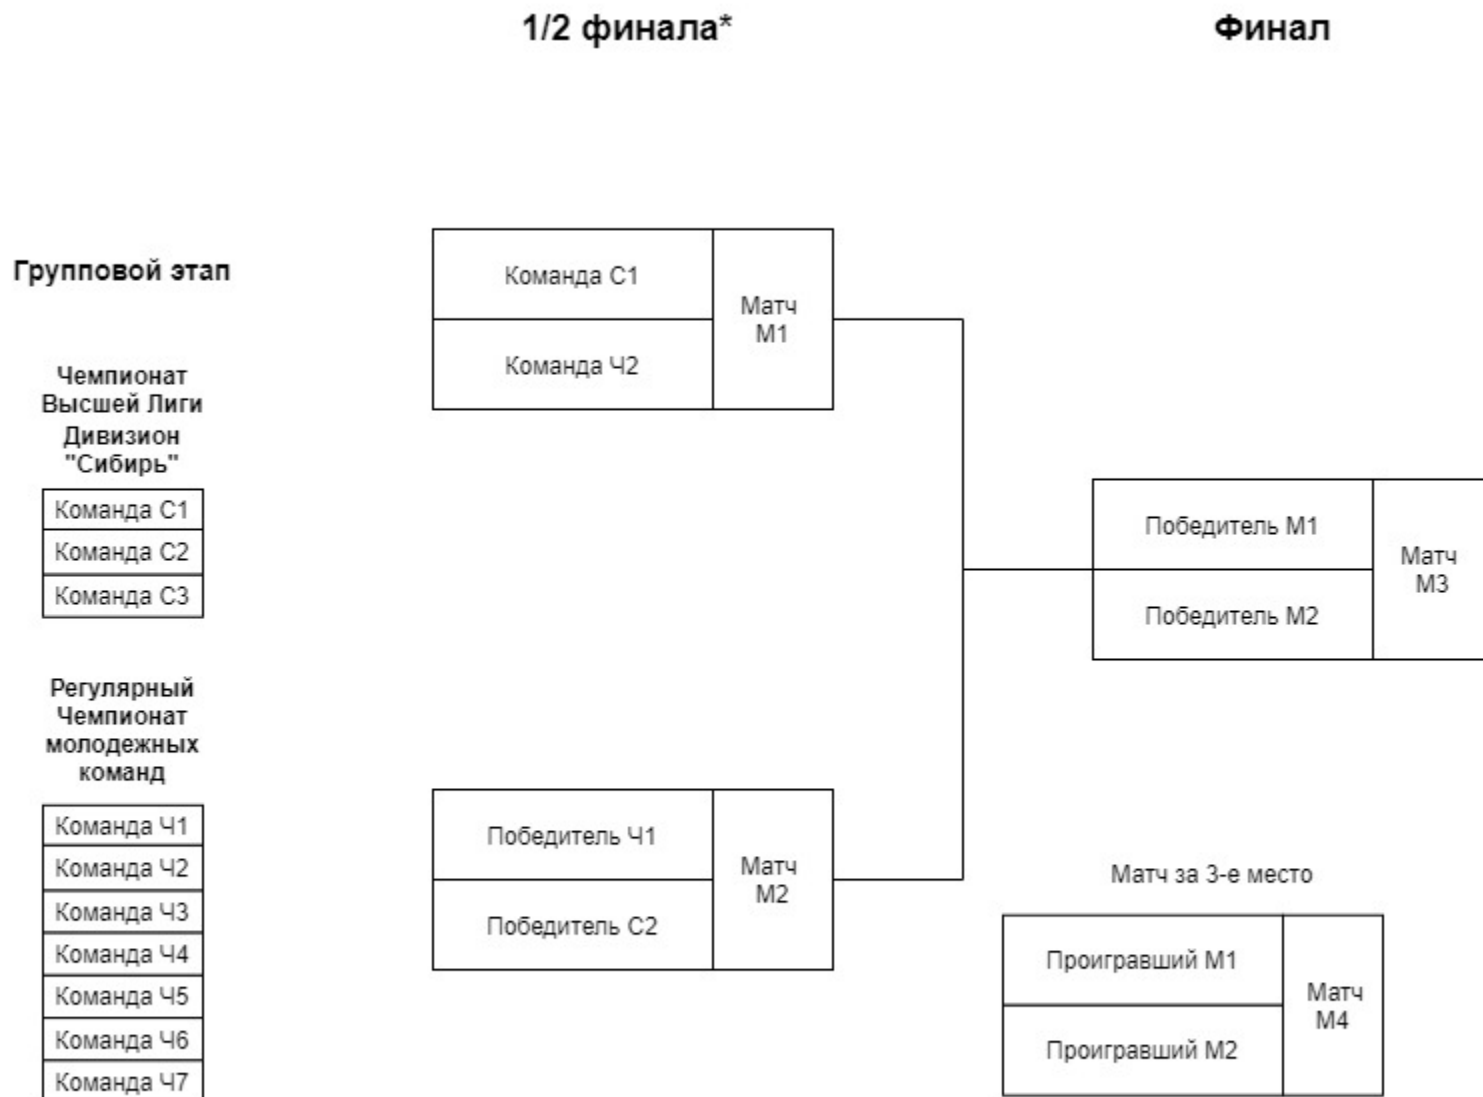 1/2 финала*
Финал
Групповой этап
Чемпионат
Высшей Лиги
Дивизион
"Сибирь"
Команда С1
Команда С2
Команда С3
Регулярный
Чемпионат
молодежных
команд
Команда Ч1
Команда Ч2
Команда Ч3
Команда Ч4
Команда Ч5
Команда Ч6
Команда Ч7
Команда С1
Команда Ч2
Матч
М1
Победитель Ч1
Победитель С2
Матч
М2
Победитель М1
Победитель М2
Матч
М3
Матч за 3-е место
Проигравший М1
Проигравший М2
Матч
М4